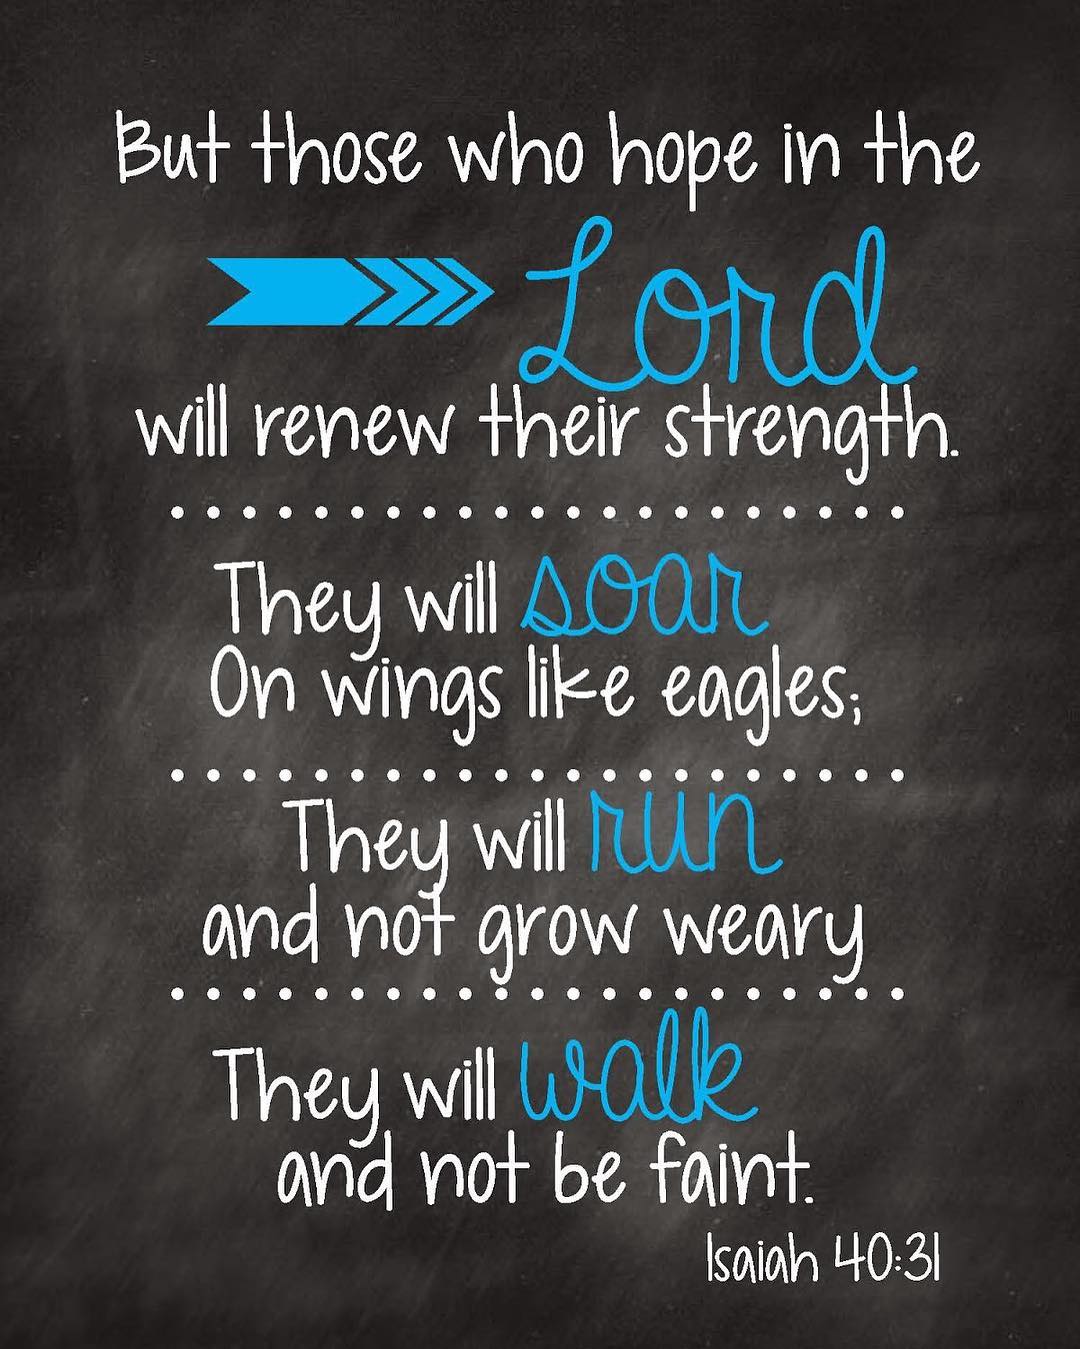 But those who hope in the
Lord
will renew their strength.
They will soar
On wings like eagles;
They will run
and not grow weary
They will walk
and not be faint.
Isaiah 40:31